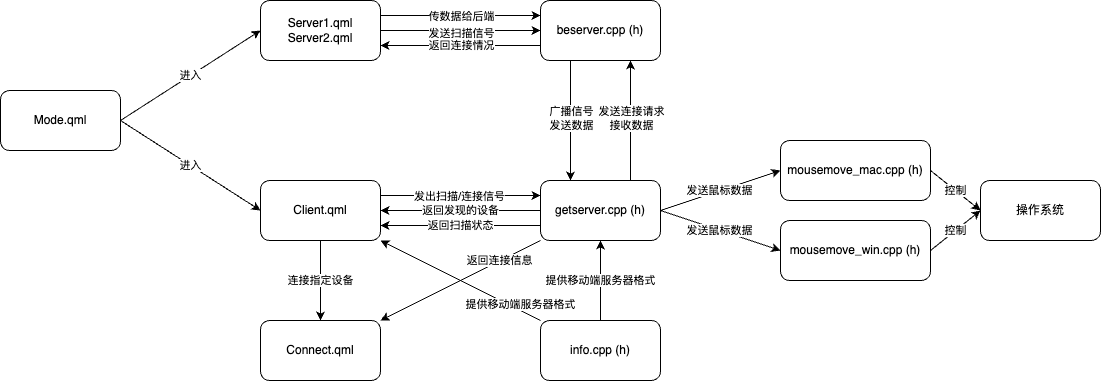 Server1.qml
Server2.qml
传数据给后端
发送扫描信号
返回连接情况
beserver.cpp (h)
进入
Mode.qml
广播信号
发送数据
发送连接请求
接收数据
进入
Client.qml
发出扫描/连接信号
返回发现的设备
返回扫描状态
getserver.cpp (h)
发送鼠标数据
发送鼠标数据
mousemove_mac.cpp (h)
mousemove_win.cpp (h)
控制
控制
操作系统
返回连接信息
连接指定设备
提供移动端服务器格式
提供移动端服务器格式
Connect.qml
info.cpp (h)